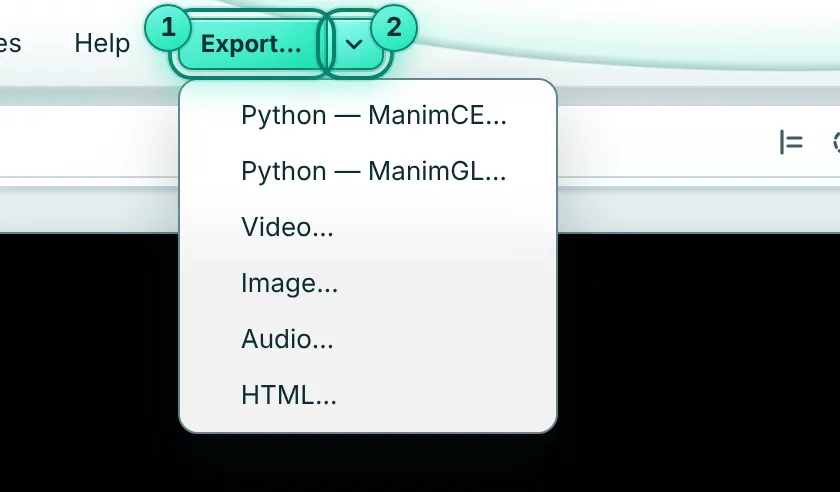 es
Help
1
Export...
2
Python — ManimCE...
Python — ManimGL...
Video...
Image...
Audio...
HTML...